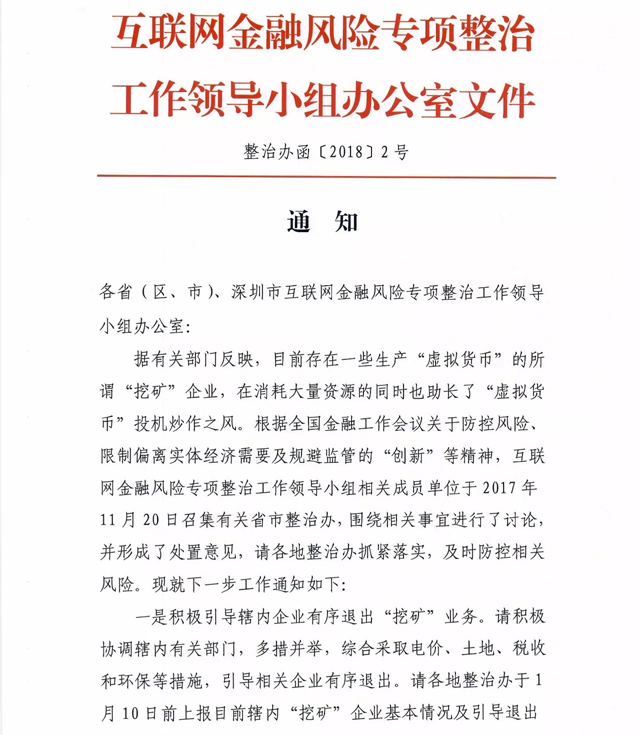 互联网金融风险专项整治
工作领导小组办公室文件
整治办函〔2018〕2 号
通 知
各省（区、市）、深圳市互联网金融风险专项整治工作领导
小组办公室：
据有关部门反映，目前存在一些生产“虚拟货币”的所
谓“挖矿”企业，在消耗大量资源的同时也助长了“虚拟货
币”投机炒作之风。根据全国金融工作会议关于防控风险、
限制偏离实体经济需要及规避监管的“创新”等精神，互联
网金融风险专项整治工作领导小组相关成员单位于 2017 年
11 月 20 日召集有关省市整治办，围绕相关事宜进行了讨论，
并形成了处置意见，请各地整治办抓紧落实，及时防控相关
风险。现就下一步工作通知如下：
一是积极引导辖内企业有序退出“挖矿”业务。请积极
协调辖内有关部门，多措并举，综合采取电价、土地、税收
和环保等措施，引导相关企业有序退出。请各地整治办于 1
月 10 日前上报目前辖内“挖矿”企业基本情况及引导退出